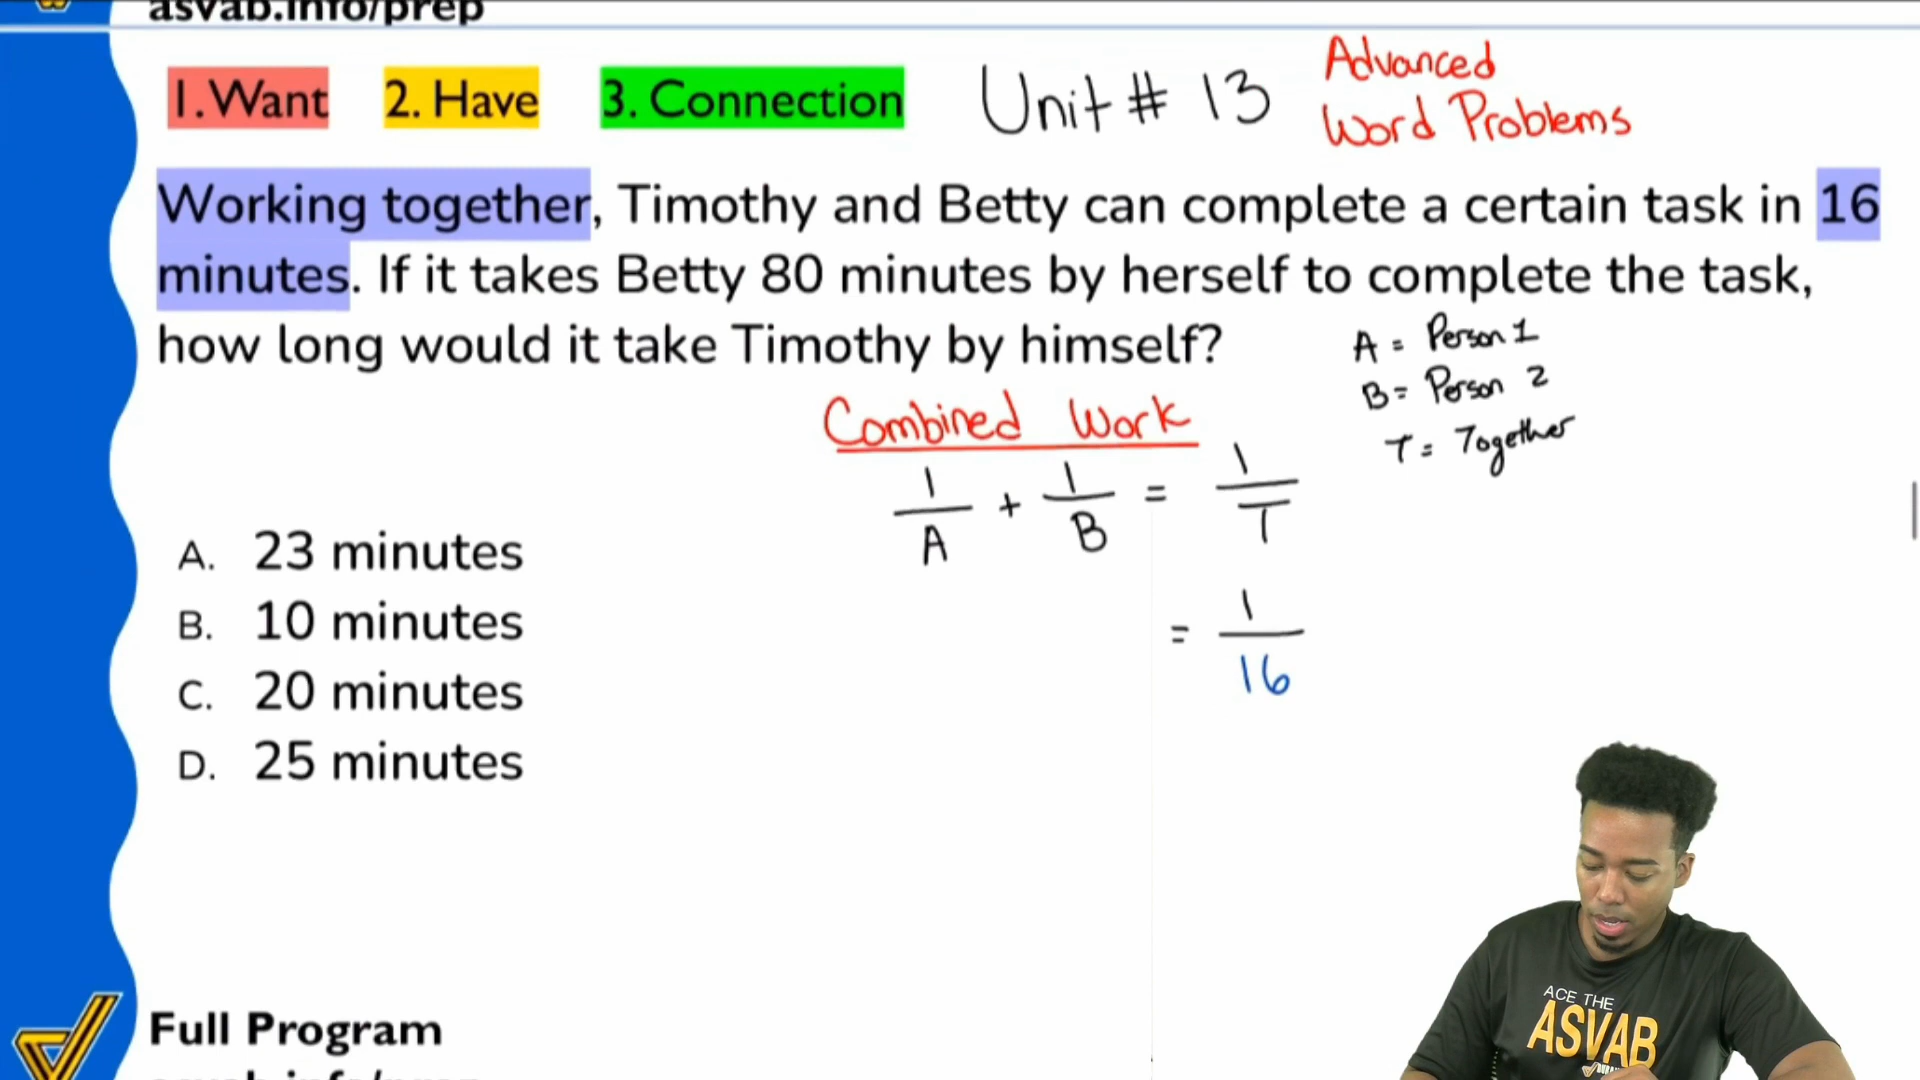 asvab.info/prep
1. Want 2. Have 3. Connection Unit # 13 Advanced Word Problems
Working together, Timothy and Betty can complete a certain task in 16
minutes. If it takes Betty 80 minutes by herself to complete the task,
how long would it take Timothy by himself?
A = Person 1
B = Person 2
T = Together
Combined Work
1/A + 1/B = 1/T
= 1/16
A. 23 minutes
B. 10 minutes
C. 20 minutes
D. 25 minutes
ACE THE
ASVAB
Full Program
asvab.info/prep